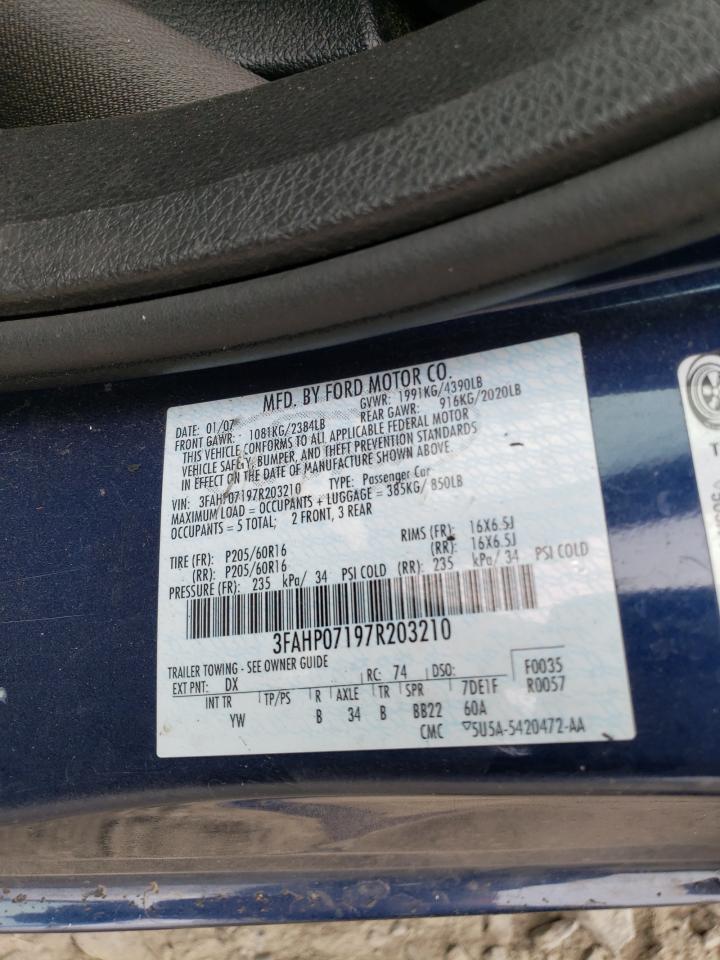 MFD. BY FORD MOTOR CO.
DATE: 01/07 GVWR: 1991KG/4390LB
FRONT GAWR: 1081KG/2384LB REAR GAWR: 916KG/2020LB
THIS VEHICLE CONFORMS TO ALL APPLICABLE FEDERAL MOTOR
VEHICLE SAFETY, BUMPER, AND THEFT PREVENTION STANDARDS
IN EFFECT ON THE DATE OF MANUFACTURE SHOWN ABOVE.
VIN: 3FAHP07197R203210 TYPE: Passenger Car
MAXIMUM LOAD = OCCUPANTS + LUGGAGE = 385KG/ 850LB
OCCUPANTS = 5 TOTAL; 2 FRONT, 3 REAR
TIRE (FR): P205/60R16 RIMS (FR): 16X6.5J
(RR): P205/60R16 (RR): 16X6.5J
PRESSURE (FR): 235 kPa/ 34 PSI COLD (RR): 235 kPa/ 34 PSI COLD
3FAHP07197R203210
TRAILER TOWING - SEE OWNER GUIDE
EXT PNT: DX RC: 74 DSO: F0035
INT TR TP/PS R AXLE TR SPR 7DE1F R0057
YW B 34 B BB22 60A
CMC ▽5U5A-5420472-AA